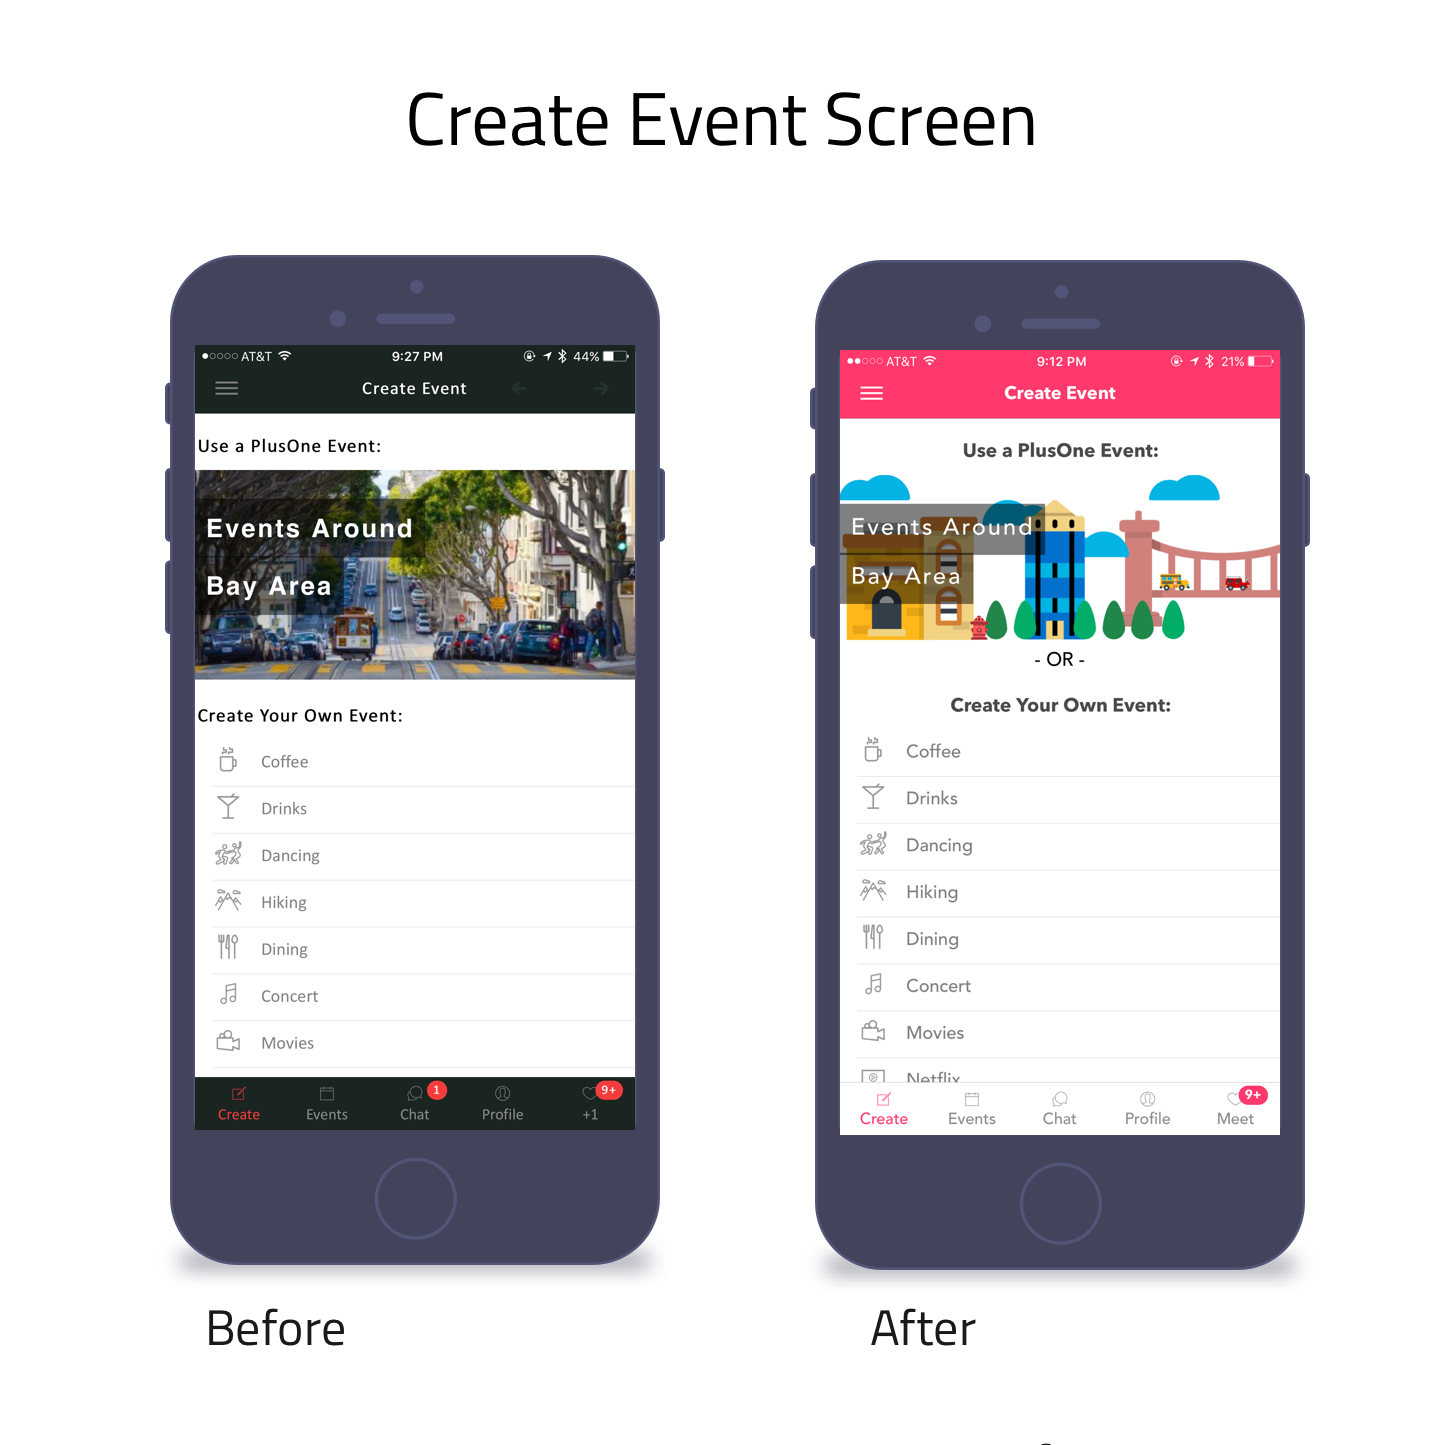 Create Event Screen
AT&T 9:27 PM 44%
Create Event
Use a PlusOne Event:
Events Around
Bay Area
Create Your Own Event:
Coffee
Drinks
Dancing
Hiking
Dining
Concert
Movies
1 9+
Create Events Chat Profile +1
Before
AT&T 9:12 PM 21%
Create Event
Use a PlusOne Event:
Events Around
Bay Area
- OR -
Create Your Own Event:
Coffee
Drinks
Dancing
Hiking
Dining
Concert
Movies
Netflix
9+
Create Events Chat Profile Meet
After